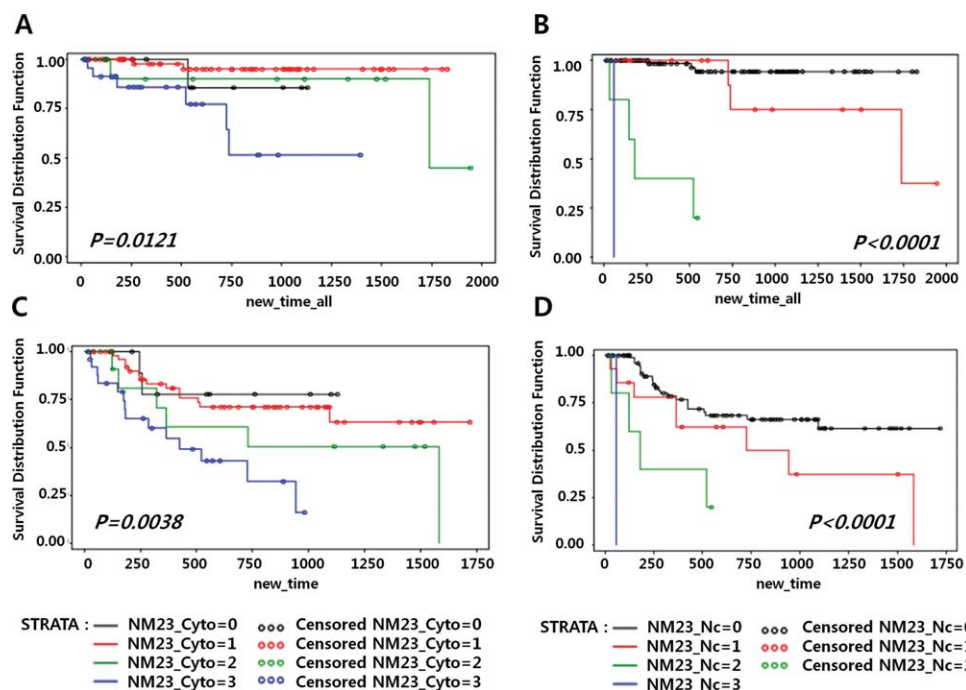 A
Survival Distribution Function
1.00
0.75
0.5
0.25
0.00
P=0.0121
0 250 500 750 1000 1250 1500 1750 2000
new_time_all
B
Survival Distribution Function
1.00
0.75
0.5
0.25
0.00
P<0.0001
0 250 500 750 1000 1250 1500 1750 2000
new_time_all
C
Survival Distribution Function
1.00
0.75
0.5
0.25
0.00
P=0.0038
0 250 500 750 1000 1250 1500 1750
new_time
D
Survival Distribution Function
1.00
0.75
0.5
0.25
0.00
P<0.0001
0 250 500 750 1000 1250 1500 1750
new_time
STRATA : NM23_Cyto=0 Censored NM23_Cyto=0
NM23_Cyto=1 Censored NM23_Cyto=1
NM23_Cyto=2 Censored NM23_Cyto=2
NM23_Cyto=3 Censored NM23_Cyto=3
STRATA : NM23_Nc=0 Censored NM23_Nc=
NM23_Nc=1 Censored NM23_Nc=
NM23_Nc=2 Censored NM23_Nc=
NM23_Nc=3